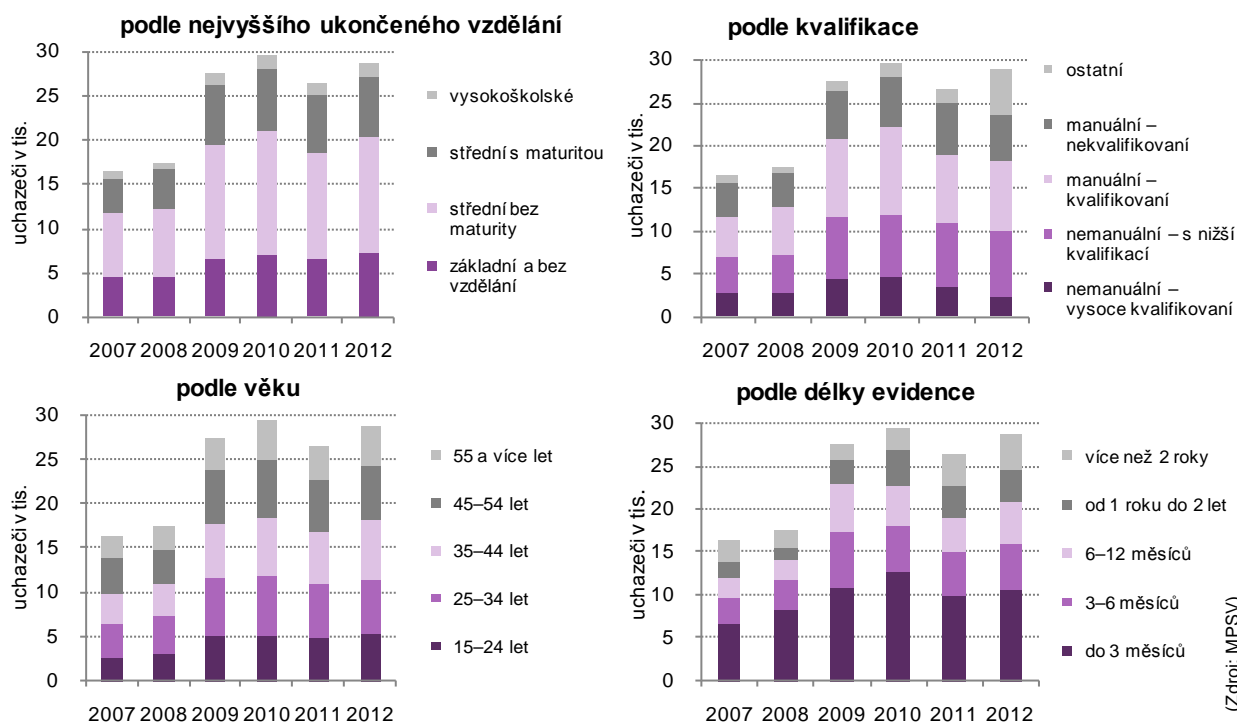 podle nejvyššího ukončeného vzdělání
uchazeči v tis.
30
25
20
15
10
5
0
2007 2008 2009 2010 2011 2012
vysokoškolské
střední s maturitou
střední bez
maturity
základní a bez
vzdělání
podle kvalifikace
uchazeči v tis.
30
25
20
15
10
5
0
2007 2008 2009 2010 2011 2012
ostatní
manuální –
nekvalifikovaní
manuální –
kvalifikovaní
nemanuální – s nižší
kvalifikací
nemanuální –
vysoce kvalifikovaní
podle věku
uchazeči v tis.
30
25
20
15
10
5
0
2007 2008 2009 2010 2011 2012
55 a více let
45–54 let
35–44 let
25–34 let
15–24 let
podle délky evidence
uchazeči v tis.
30
25
20
15
10
5
0
2007 2008 2009 2010 2011 2012
více než 2 roky
od 1 roku do 2 let
6–12 měsíců
3–6 měsíců
do 3 měsíců
(Zdroj: MPSV)